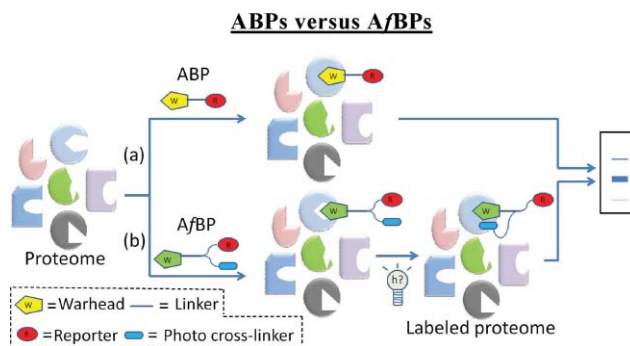 ABPs versus AfBPs
ABP
W R
W R
(a)
Proteome
(b)
AfBP
W R
W R
W R
h?
Labeled proteome
W =Warhead = Linker
R =Reporter = Photo cross-linker